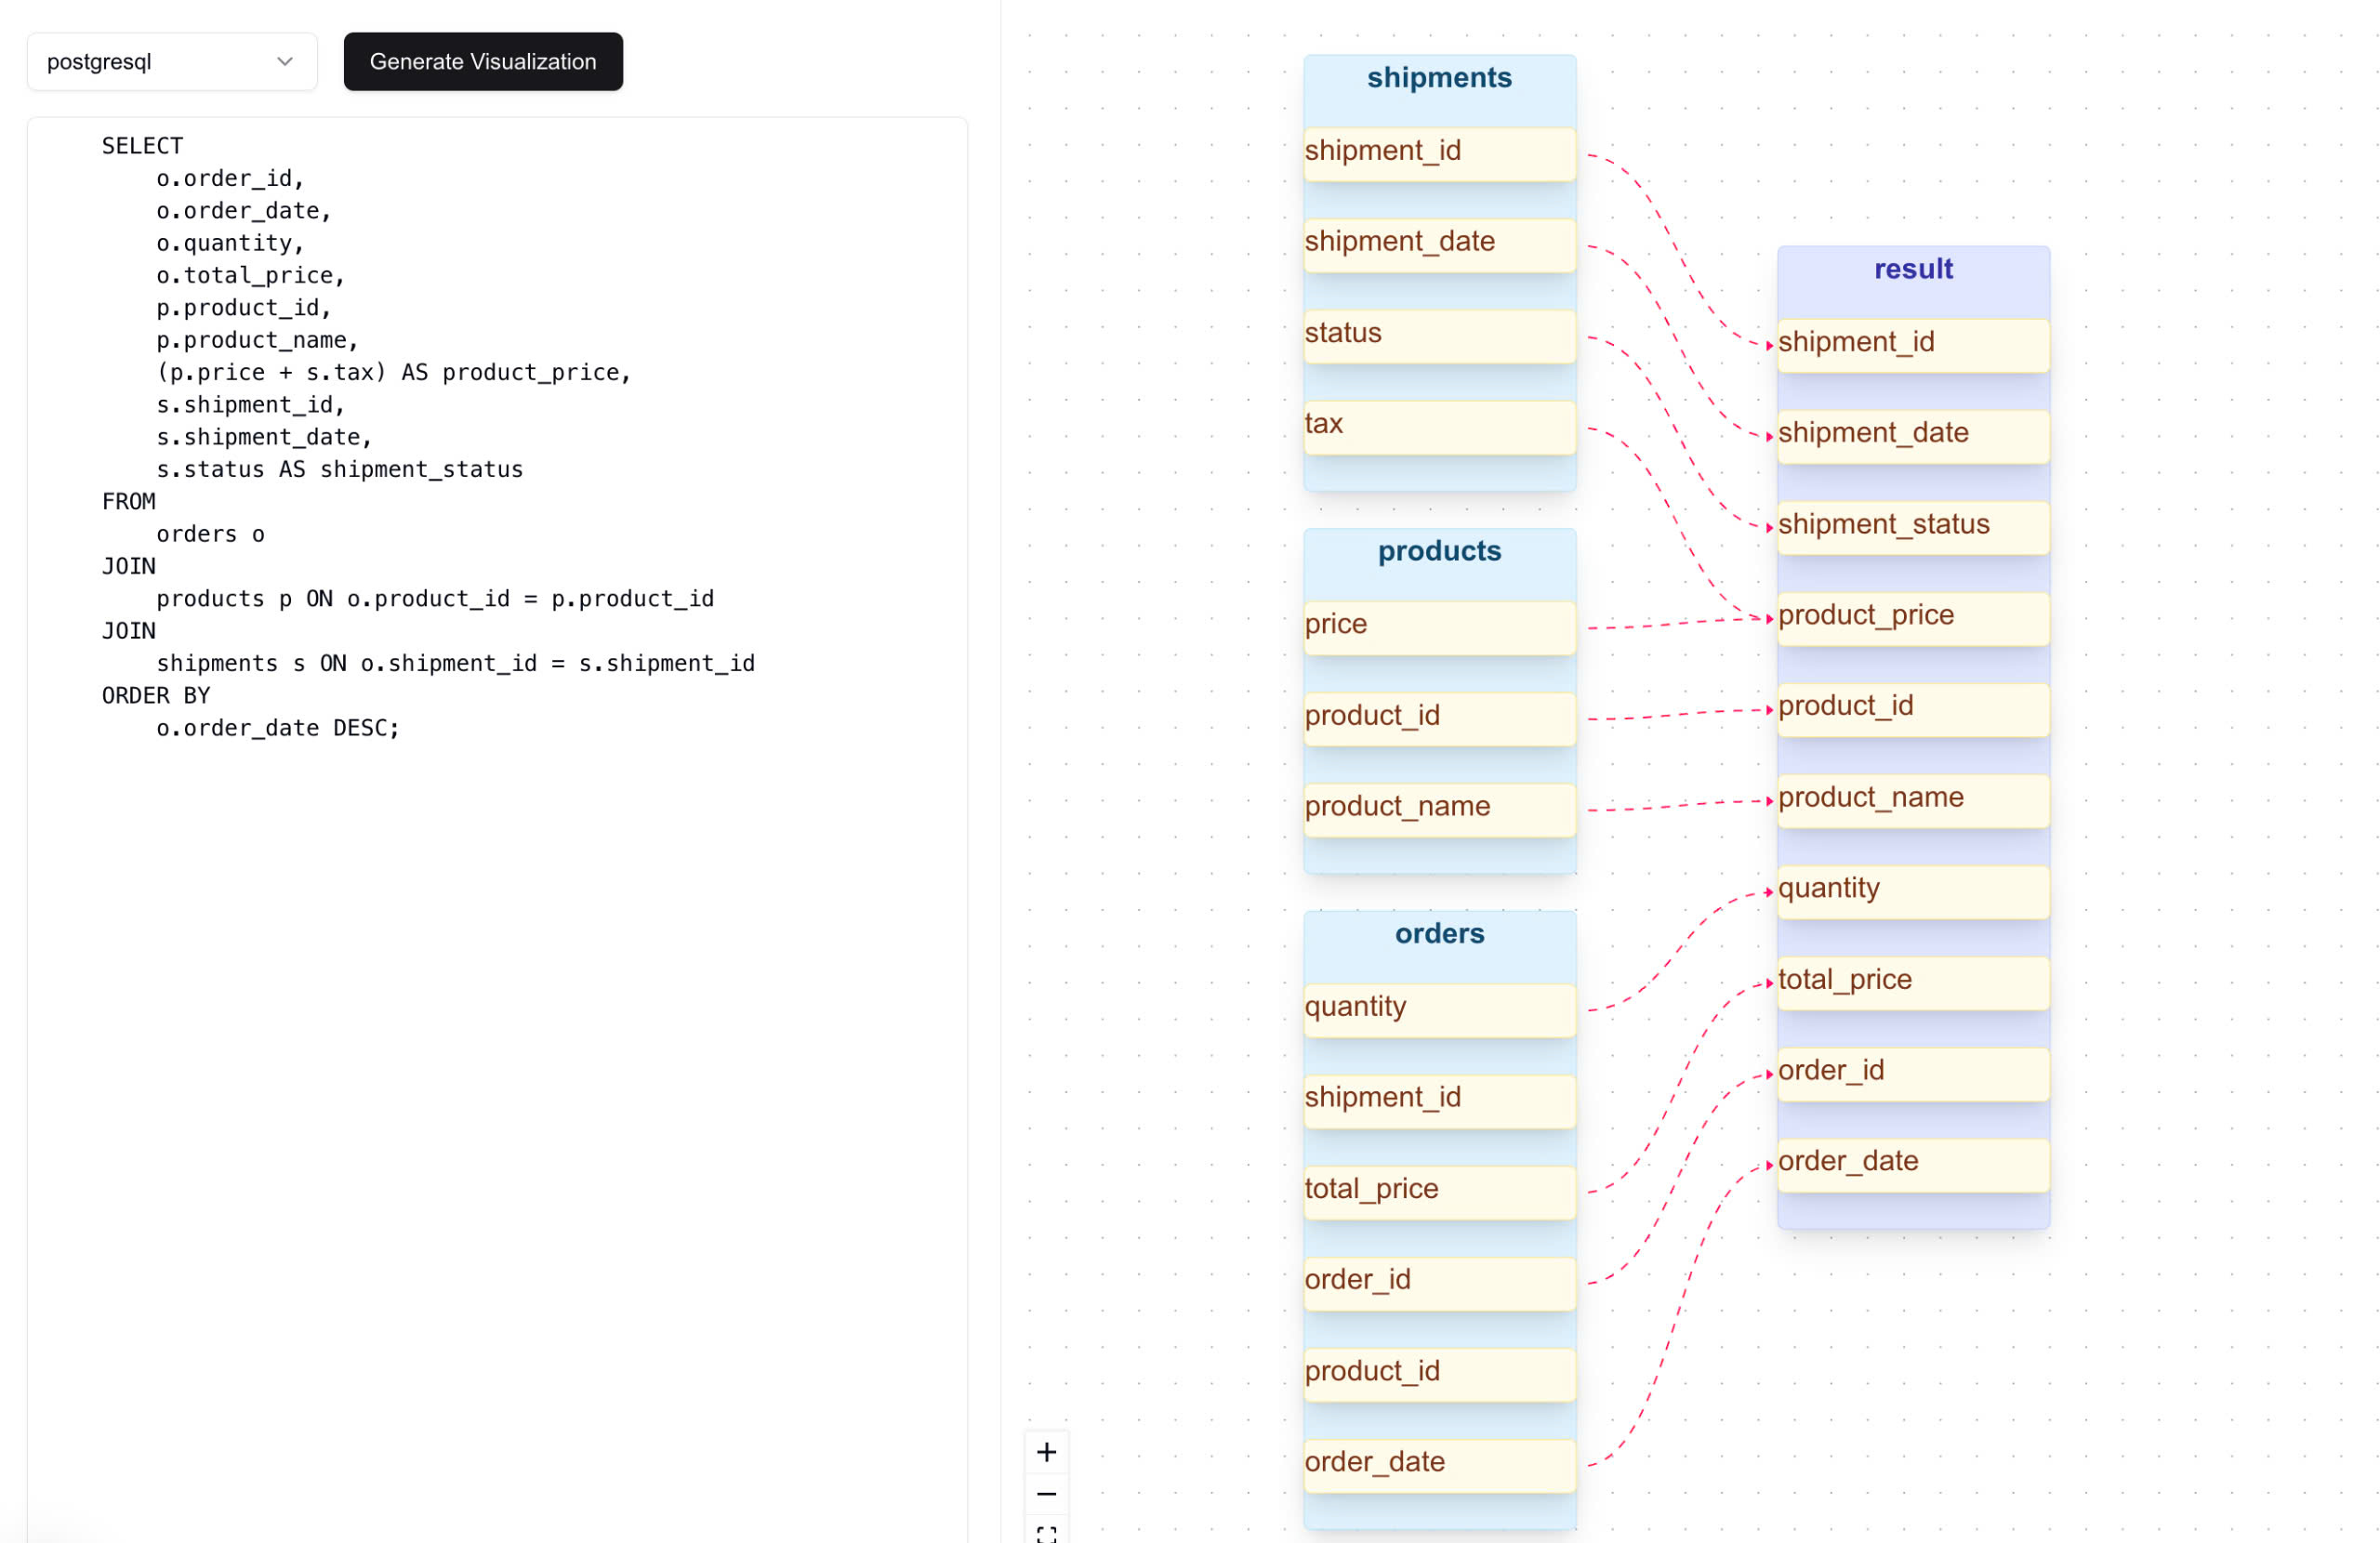 postgresql
Generate Visualization
SELECT
o.order_id,
o.order_date,
o.quantity,
o.total_price,
p.product_id,
p.product_name,
(p.price + s.tax) AS product_price,
s.shipment_id,
s.shipment_date,
s.status AS shipment_status
FROM
orders o
JOIN
products p ON o.product_id = p.product_id
JOIN
shipments s ON o.shipment_id = s.shipment_id
ORDER BY
o.order_date DESC;
shipments
shipment_id
shipment_date
status
tax
products
price
product_id
product_name
orders
quantity
shipment_id
total_price
order_id
product_id
order_date
result
shipment_id
shipment_date
shipment_status
product_price
product_id
product_name
quantity
total_price
order_id
order_date